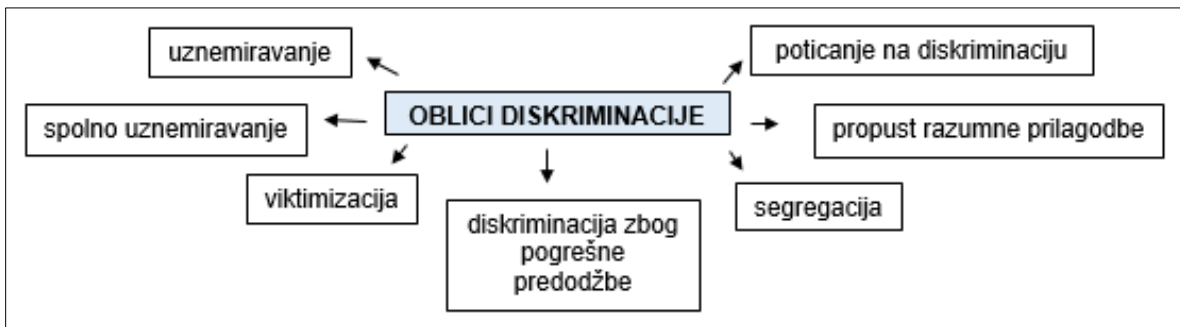 uznemiravanje
poticanje na diskriminaciju
OBLICI DISKRIMINACIJE
spolno uznemiravanje
propust razumne prilagodbe
viktimizacija
diskriminacija zbog
pogrešne
predodžbe
segregacija